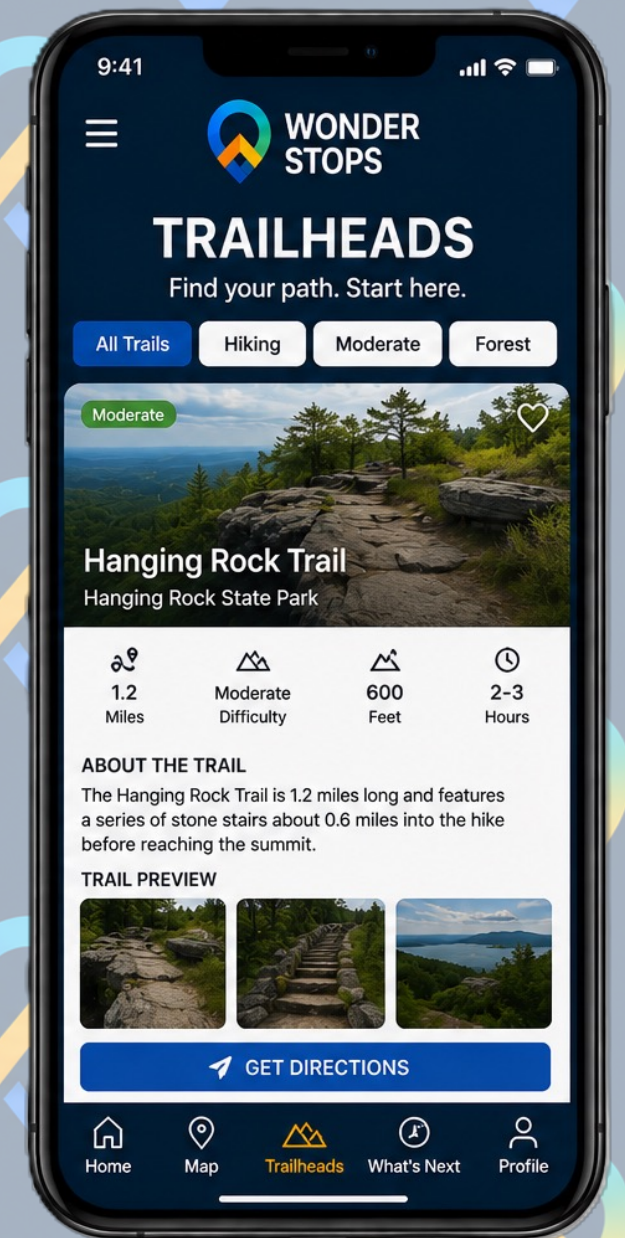 9:41
WONDER
STOPS
TRAILHEADS
Find your path. Start here.
All Trails Hiking Moderate Forest
Moderate
Hanging Rock Trail
Hanging Rock State Park
1.2 Moderate 600 2-3
Miles Difficulty Feet Hours
ABOUT THE TRAIL
The Hanging Rock Trail is 1.2 miles long and features
a series of stone stairs about 0.6 miles into the hike
before reaching the summit.
TRAIL PREVIEW
GET DIRECTIONS
Home Map Trailheads What's Next Profile